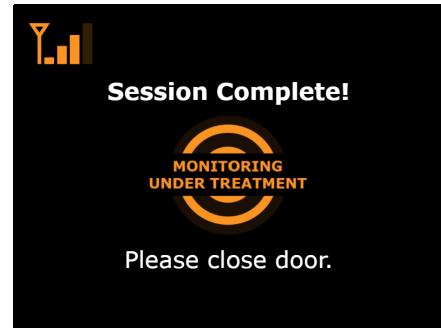 Session Complete!
MONITORING
UNDER TREATMENT
Please close door.